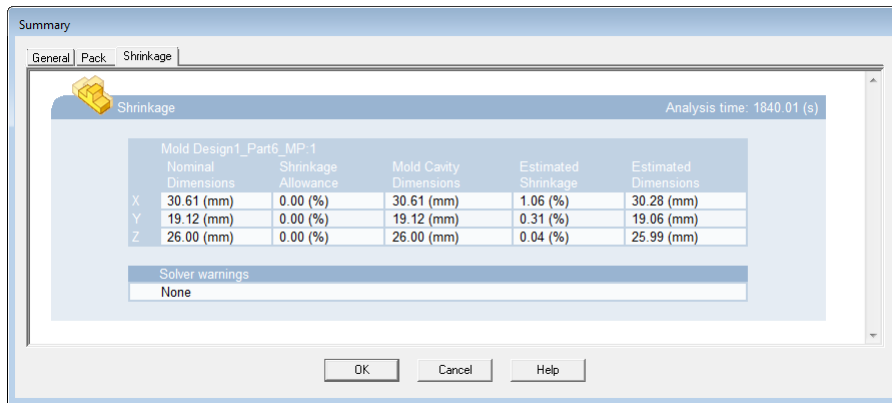 Summary
General Pack Shrinkage
Shrinkage Analysis time: 1840.01 (s)
Mold Design1_Part6_MP:1
Nominal Shrinkage Mold Cavity Estimated Estimated
Dimensions Allowance Dimensions Shrinkage Dimensions
X 30.61 (mm) 0.00 (%) 30.61 (mm) 1.06 (%) 30.28 (mm)
Y 19.12 (mm) 0.00 (%) 19.12 (mm) 0.31 (%) 19.06 (mm)
Z 26.00 (mm) 0.00 (%) 26.00 (mm) 0.04 (%) 25.99 (mm)
Solver warnings
None
OK Cancel Help